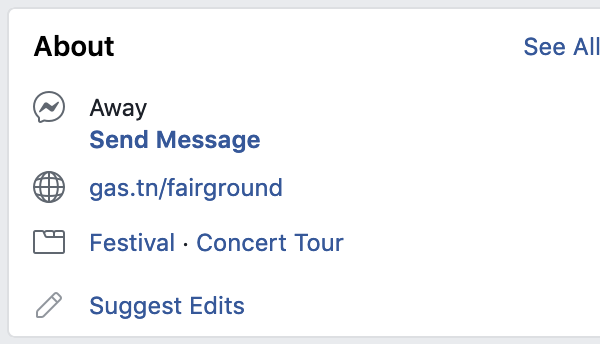 About
See All
Away
Send Message
gas.tn/fairground
Festival · Concert Tour
Suggest Edits